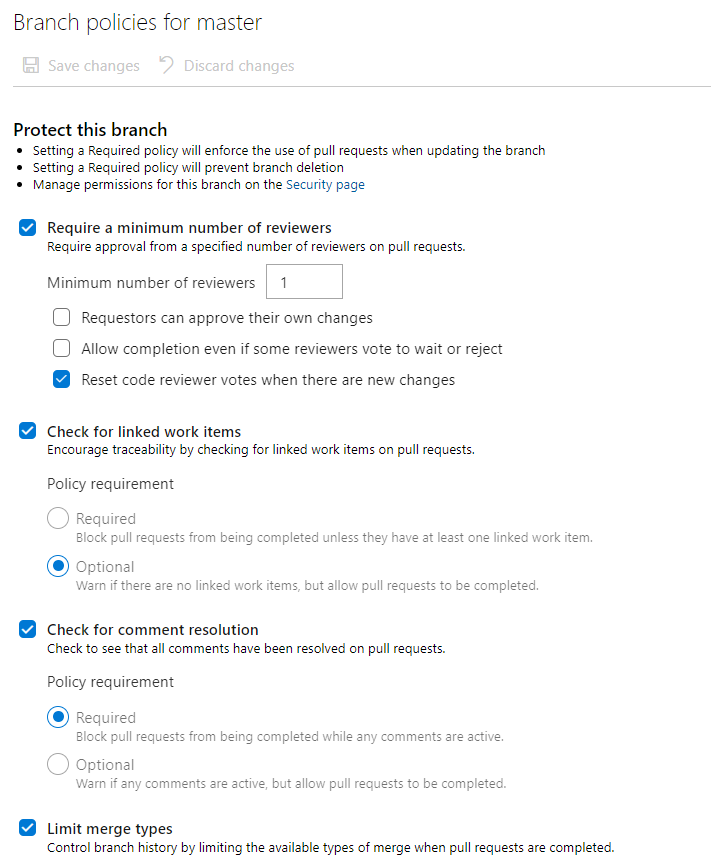 Branch policies for master
Save changes Discard changes
Protect this branch
• Setting a Required policy will enforce the use of pull requests when updating the branch
• Setting a Required policy will prevent branch deletion
• Manage permissions for this branch on the Security page
Require a minimum number of reviewers
Require approval from a specified number of reviewers on pull requests.
Minimum number of reviewers 1
Requestors can approve their own changes
Allow completion even if some reviewers vote to wait or reject
Reset code reviewer votes when there are new changes
Check for linked work items
Encourage traceability by checking for linked work items on pull requests.
Policy requirement
Required
Block pull requests from being completed unless they have at least one linked work item.
Optional
Warn if there are no linked work items, but allow pull requests to be completed.
Check for comment resolution
Check to see that all comments have been resolved on pull requests.
Policy requirement
Required
Block pull requests from being completed while any comments are active.
Optional
Warn if any comments are active, but allow pull requests to be completed.
Limit merge types
Control branch history by limiting the available types of merge when pull requests are completed.